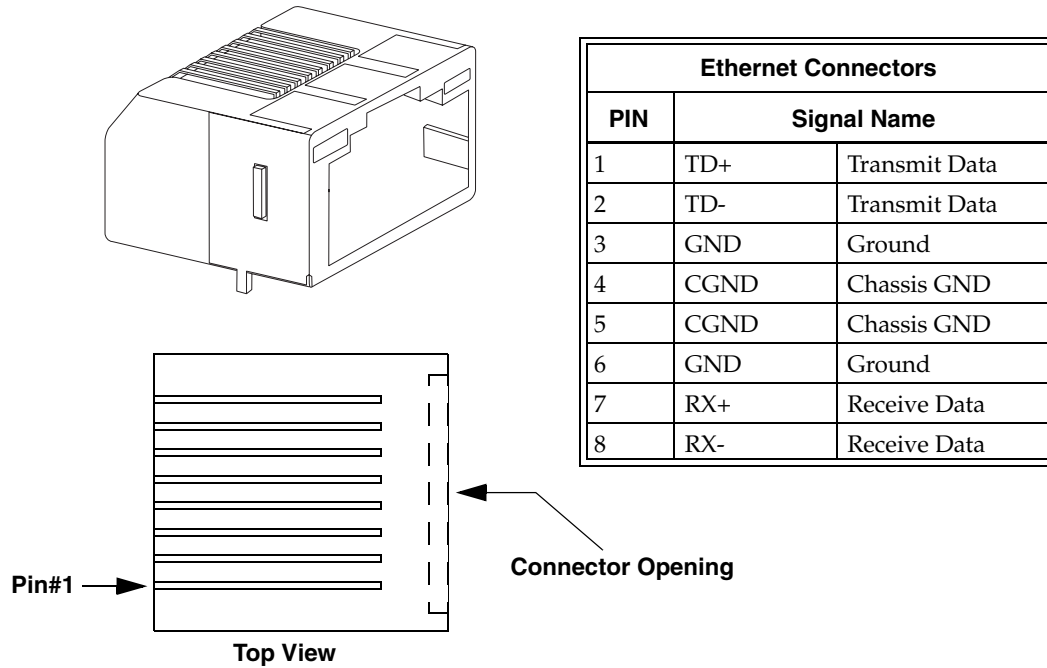 Ethernet Connectors
PIN Signal Name
1 TD+ Transmit Data
2 TD- Transmit Data
3 GND Ground
4 CGND Chassis GND
5 CGND Chassis GND
6 GND Ground
7 RX+ Receive Data
8 RX- Receive Data
Connector Opening
Pin#1
Top View